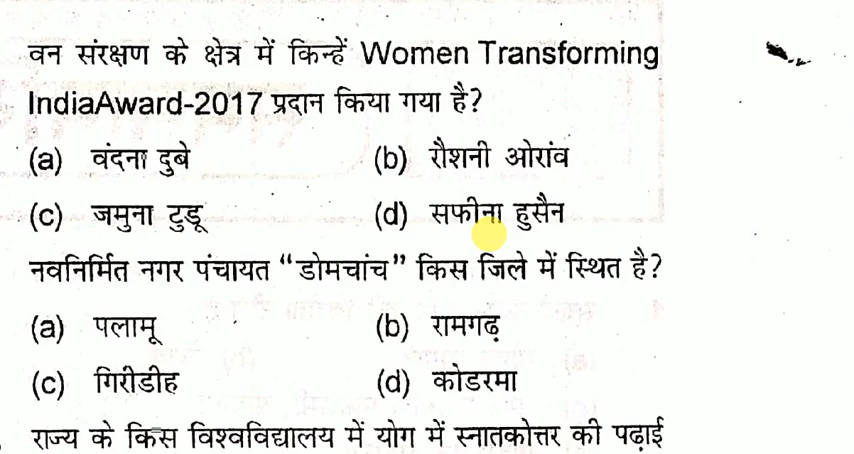 वन संरक्षण के क्षेत्र में किन्हें Women Transforming
IndiaAward-2017 प्रदान किया गया है?
(a) वंदना दुबे (b) रौशनी ओरांव
(c) जमुना टुडू (d) सफीना हुसैन
नवनिर्मित नगर पंचायत “डोमचांच” किस जिले में स्थित है?
(a) पलामू (b) रामगढ़
(c) गिरीडीह (d) कोडरमा
राज्य के किस विश्वविद्यालय में योग में स्नातकोत्तर की पढ़ाई